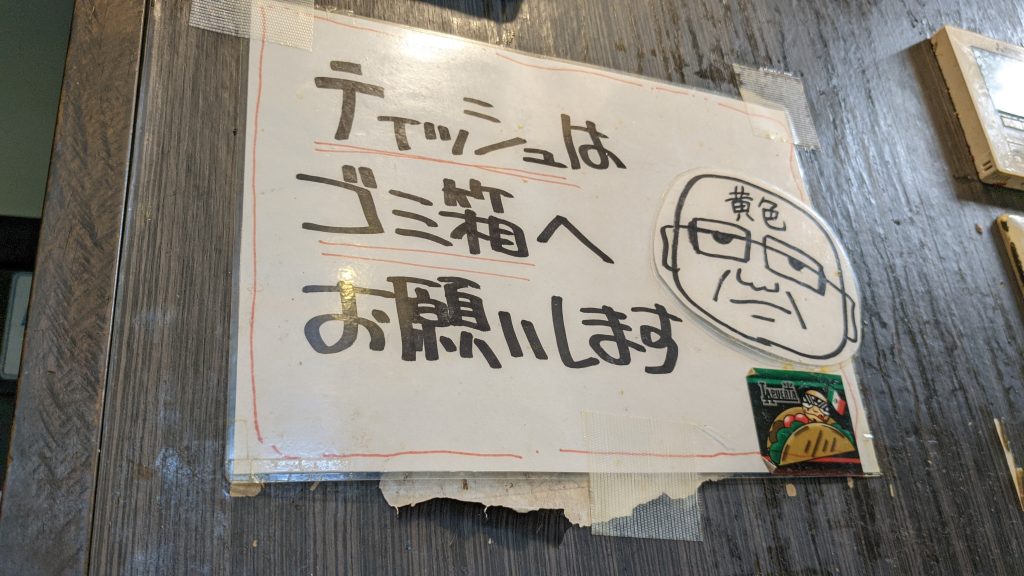 ティッシュは
ゴミ箱へ
お願いします
黄色